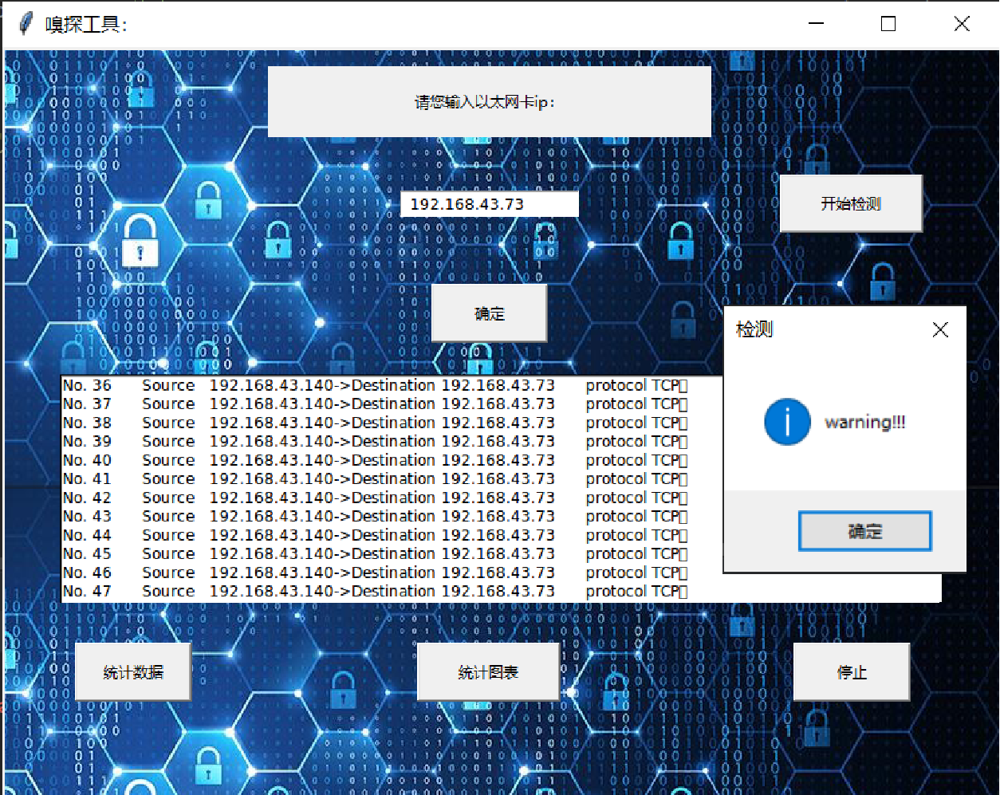 嗅探工具:
请您输入以太网卡ip:
192.168.43.73
开始检测
确定
检测
warning!!!
确定
No. 36 Source 192.168.43.140->Destination 192.168.43.73 protocol TCP
No. 37 Source 192.168.43.140->Destination 192.168.43.73 protocol TCP
No. 38 Source 192.168.43.140->Destination 192.168.43.73 protocol TCP
No. 39 Source 192.168.43.140->Destination 192.168.43.73 protocol TCP
No. 40 Source 192.168.43.140->Destination 192.168.43.73 protocol TCP
No. 41 Source 192.168.43.140->Destination 192.168.43.73 protocol TCP
No. 42 Source 192.168.43.140->Destination 192.168.43.73 protocol TCP
No. 43 Source 192.168.43.140->Destination 192.168.43.73 protocol TCP
No. 44 Source 192.168.43.140->Destination 192.168.43.73 protocol TCP
No. 45 Source 192.168.43.140->Destination 192.168.43.73 protocol TCP
No. 46 Source 192.168.43.140->Destination 192.168.43.73 protocol TCP
No. 47 Source 192.168.43.140->Destination 192.168.43.73 protocol TCP
统计数据
统计图表
停止